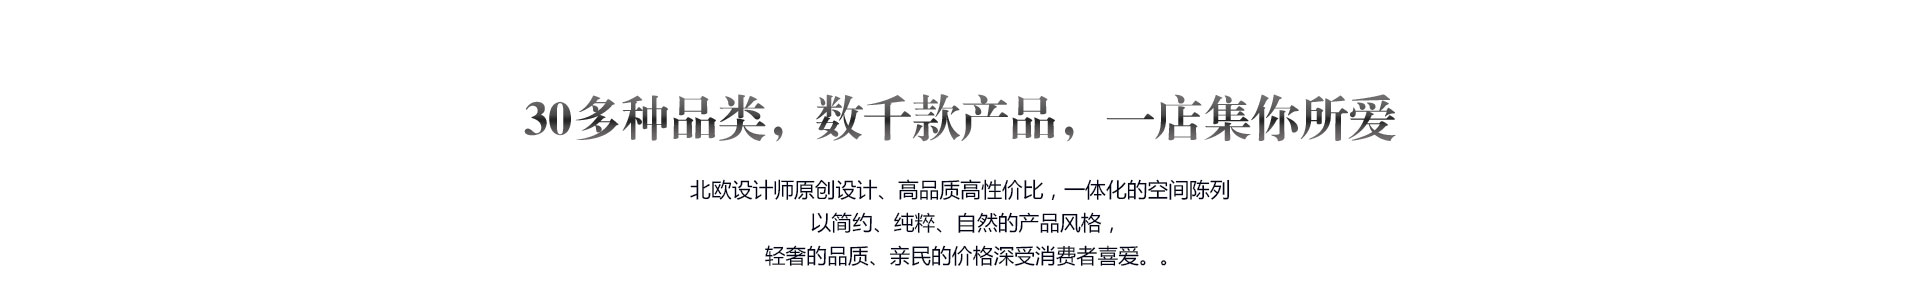 30多种品类，数千款产品，一店集你所爱
北欧设计师原创设计、高品质高性价比，一体化的空间陈列
以简约、纯粹、自然的产品风格，
轻奢的品质、亲民的价格深受消费者喜爱。。